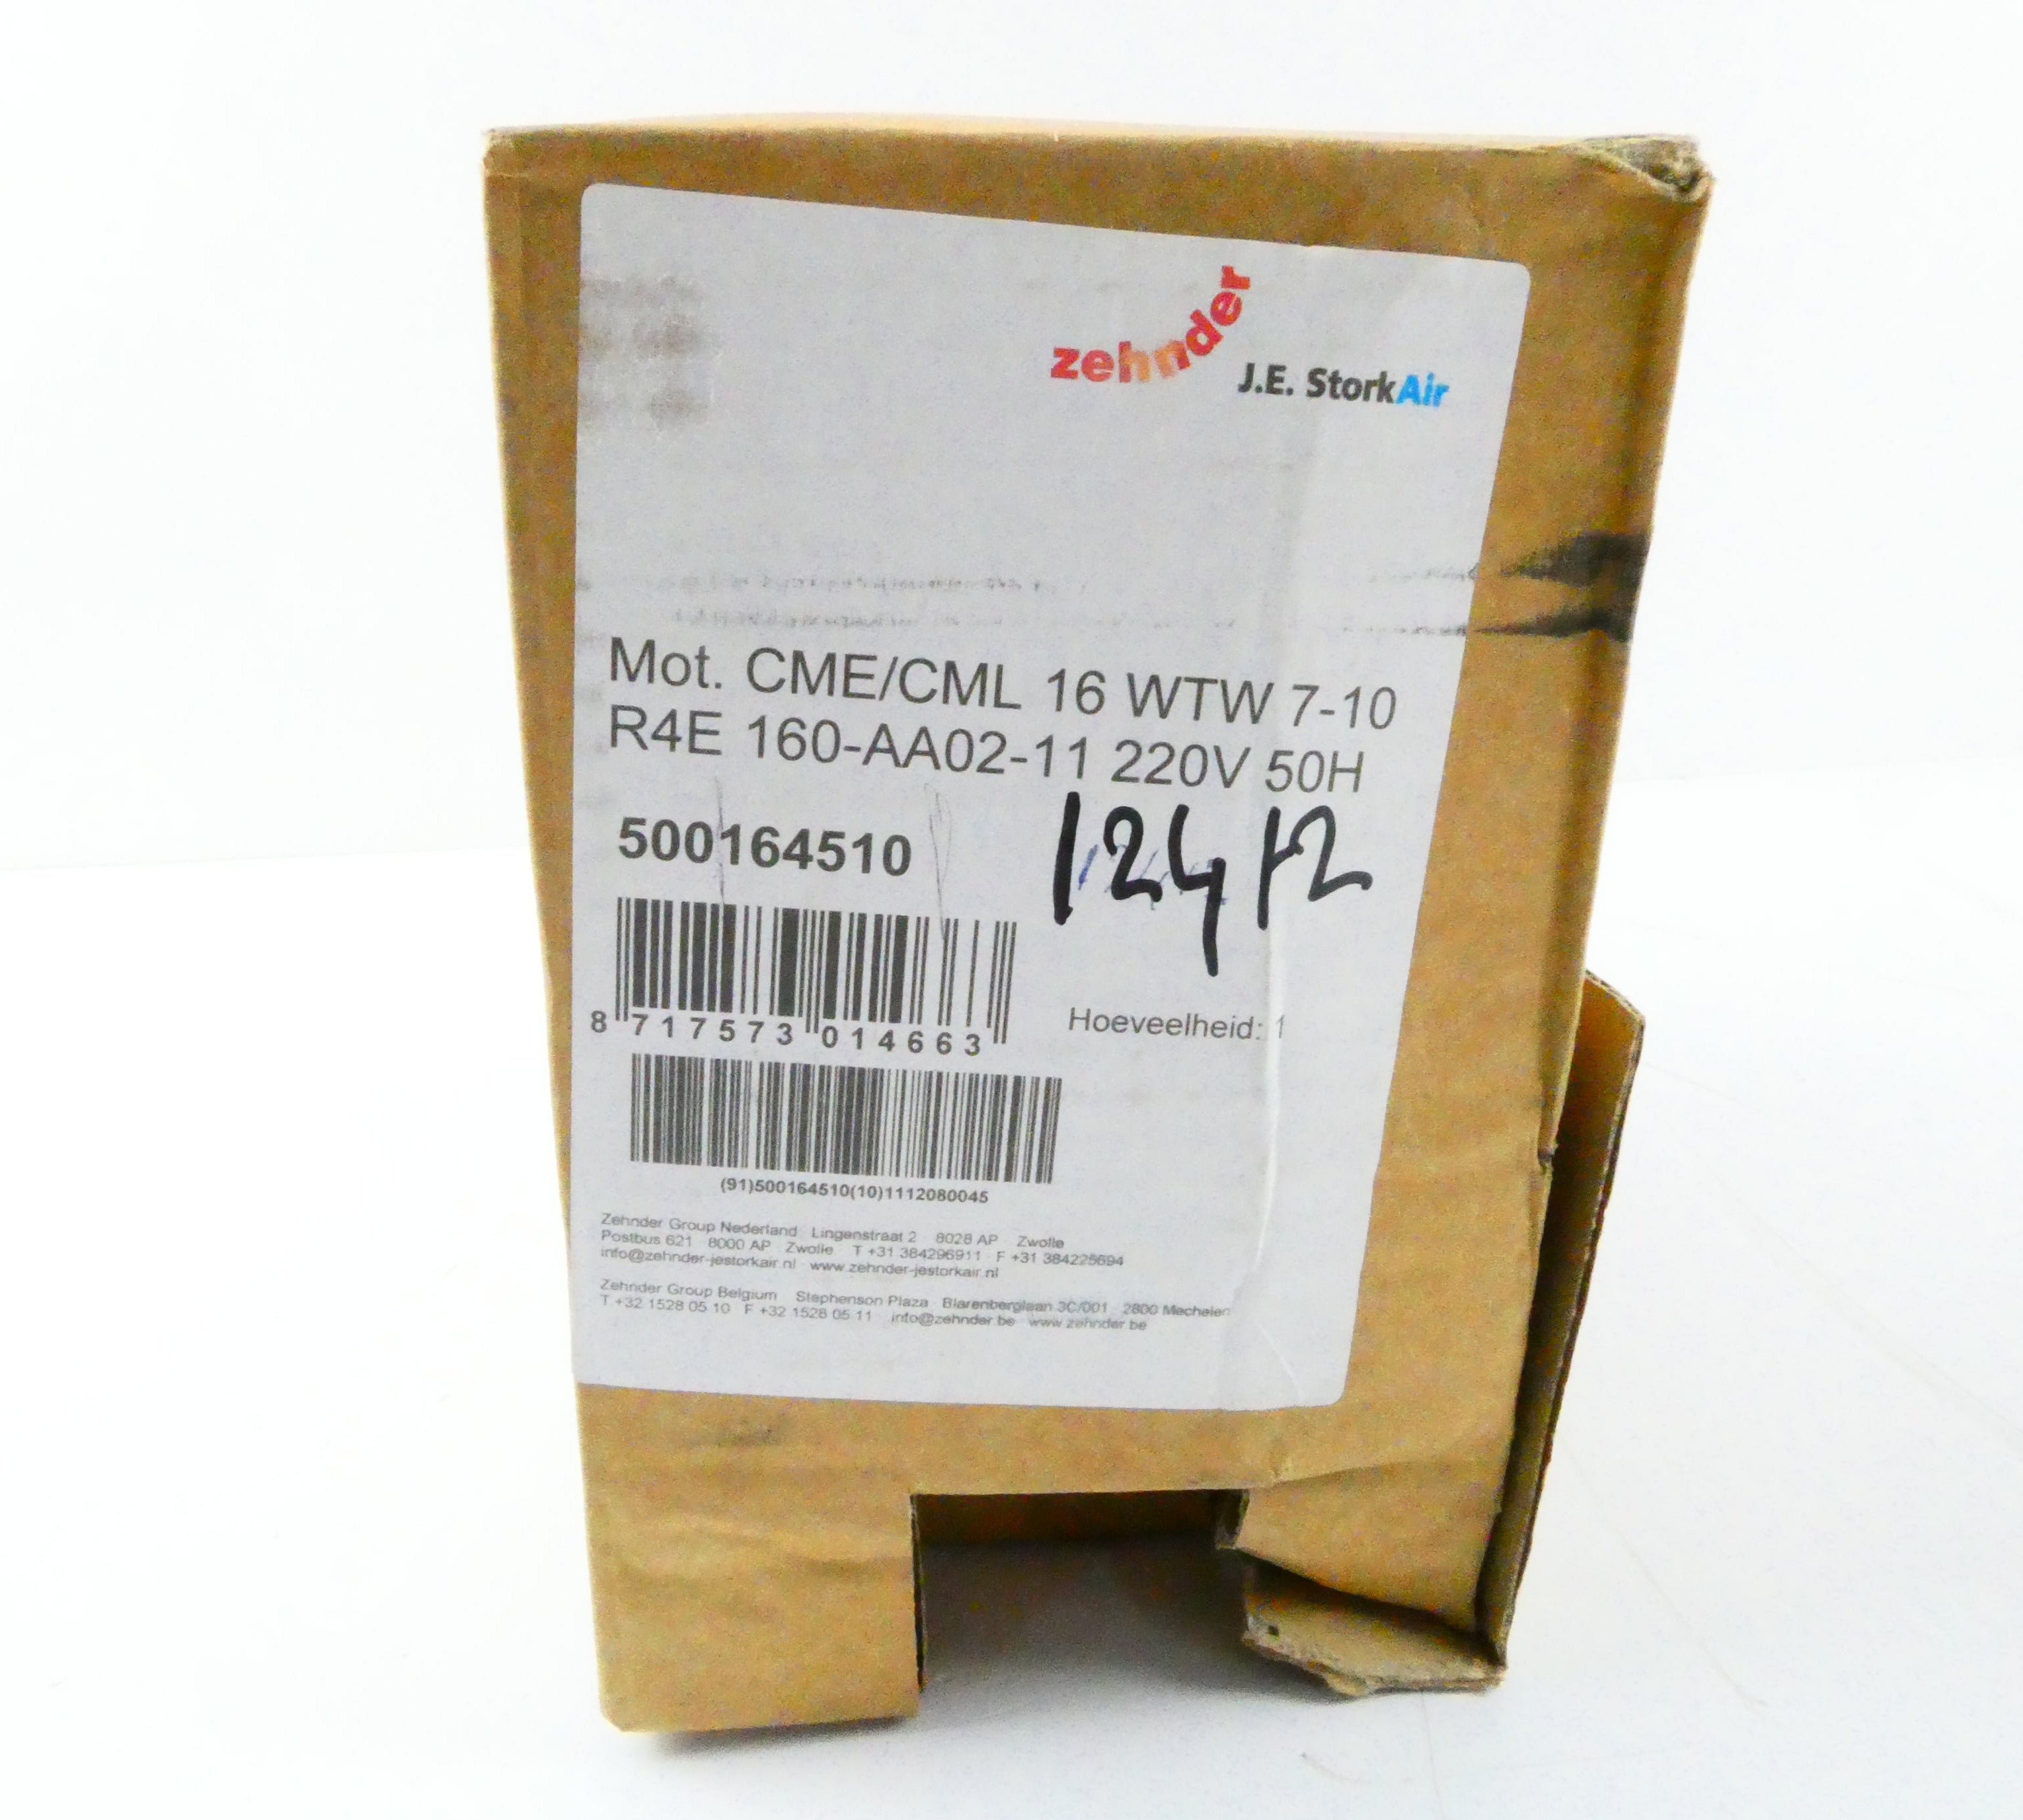 zehnder
J.E. StorkAir
Mot. CME/CML 16 WTW 7-10
R4E 160-AA02-11 220V 50H
500164510
12412
8 717573 014663
Hoeveelheid: 1
(91)500164510(10)1112080045
Zehnder Group Nederland Lingenstraat 2 8028 AP Zwolle
Postbus 621 8000 AP Zwolle T +31 384296911 F +31 384225694
info@zehnder-jestorkair.nl www.zehnder-jestorkair.nl
Zehnder Group Belgium Stephenson Plaza Blarenberglaan 3C/001 2800 Mechelen
T +32 1528 05 10 F +32 1528 05 11 info@zehnder.be www.zehnder.be